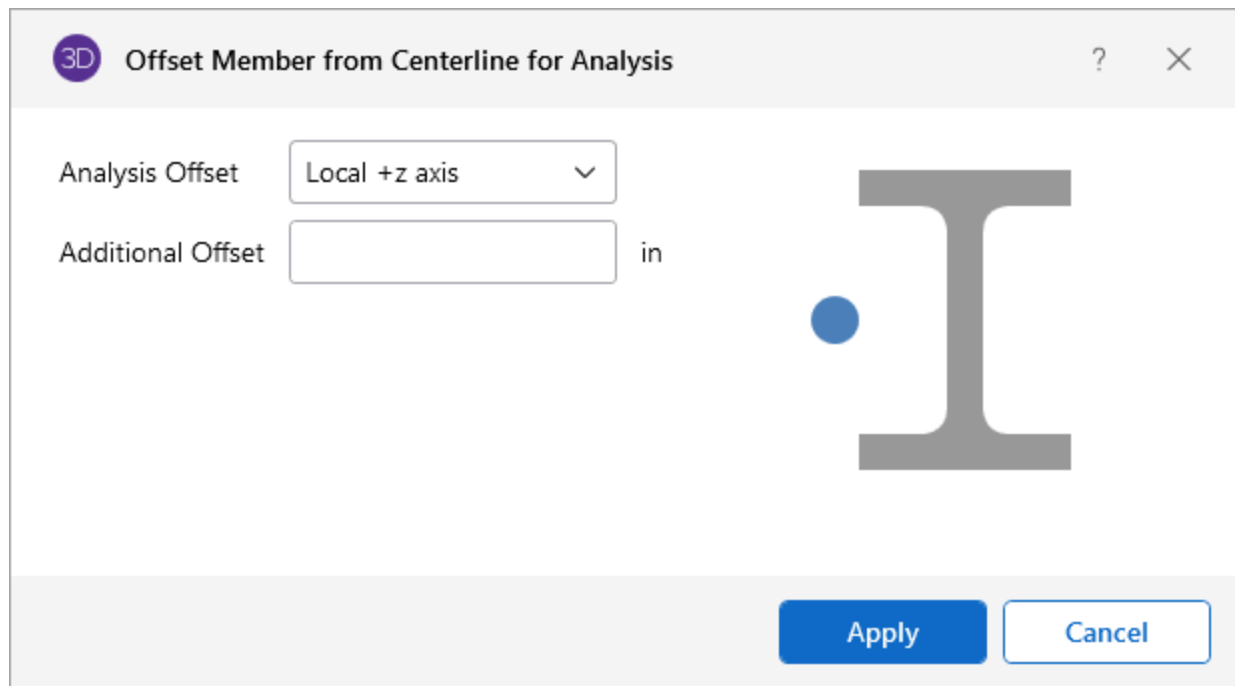 3D Offset Member from Centerline for Analysis ?
Analysis Offset Local +z axis
Additional Offset in
Apply Cancel